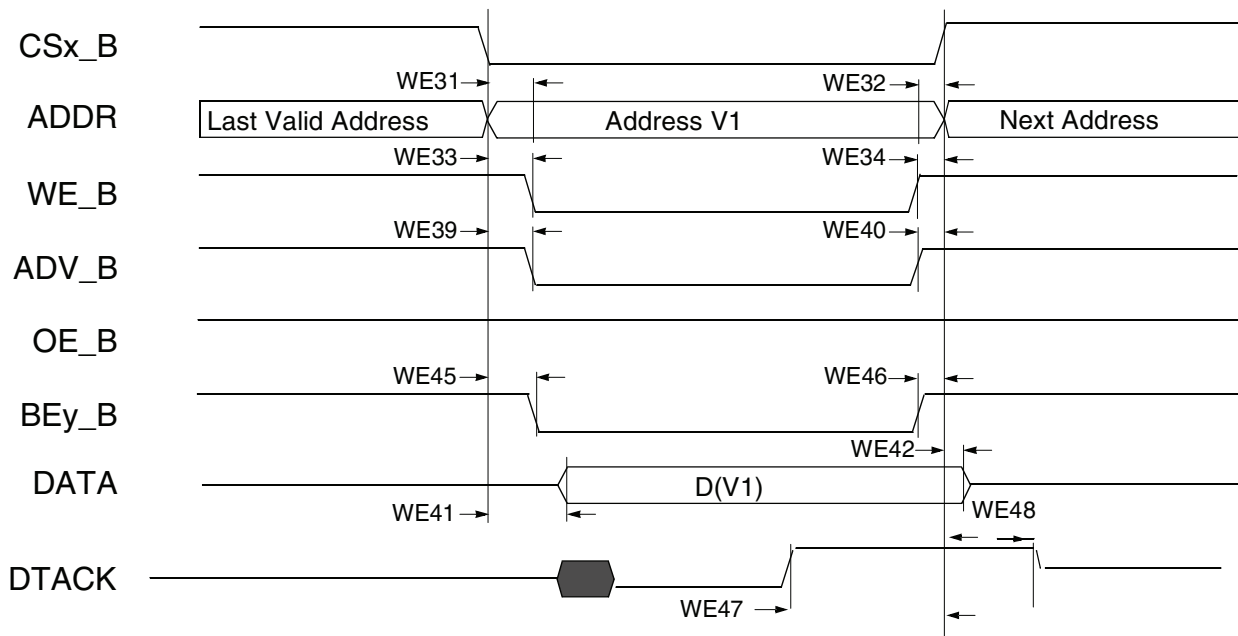 CSx_B
WE31
WE32
ADDR
Last Valid Address
Address V1
Next Address
WE33
WE34
WE_B
WE39
WE40
ADV_B
OE_B
WE45
WE46
BEy_B
WE42
DATA
D(V1)
WE41
WE48
DTACK
WE47